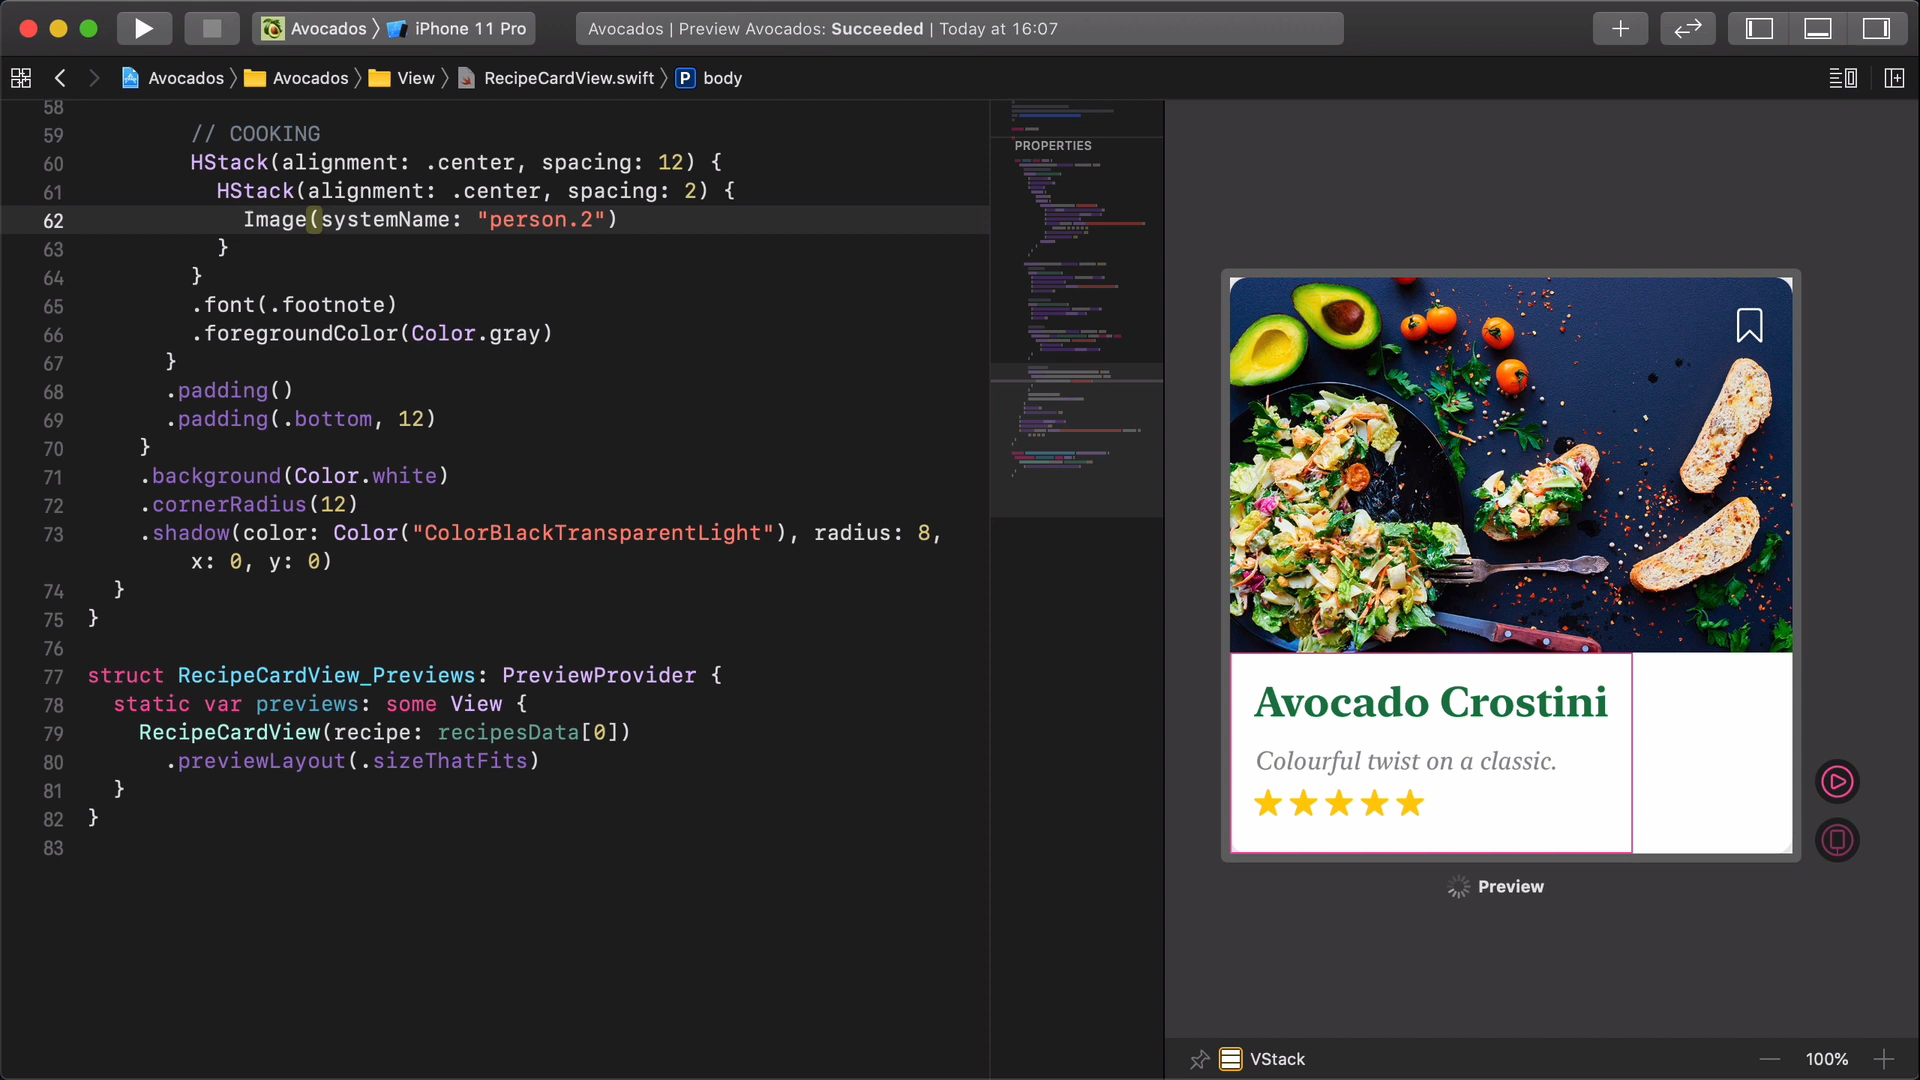 Avocados iPhone 11 Pro
Avocados | Preview Avocados: Succeeded | Today at 16:07
Avocados Avocados View RecipeCardView.swift P body
58
59 // COOKING
60 HStack(alignment: .center, spacing: 12) {
61 HStack(alignment: .center, spacing: 2) {
62 Image(systemName: "person.2")
63 }
64 }
65 .font(.footnote)
66 .foregroundColor(Color.gray)
67 }
68 .padding()
69 .padding(.bottom, 12)
70 }
71 .background(Color.white)
72 .cornerRadius(12)
73 .shadow(color: Color("ColorBlackTransparentLight"), radius: 8,
x: 0, y: 0)
74 }
75 }
76
77 struct RecipeCardView_Previews: PreviewProvider {
78 static var previews: some View {
79 RecipeCardView(recipe: recipesData[0])
80 .previewLayout(.sizeThatFits)
81 }
82 }
83
PROPERTIES
Avocado Crostini
Colourful twist on a classic.
Preview
VStack
100%